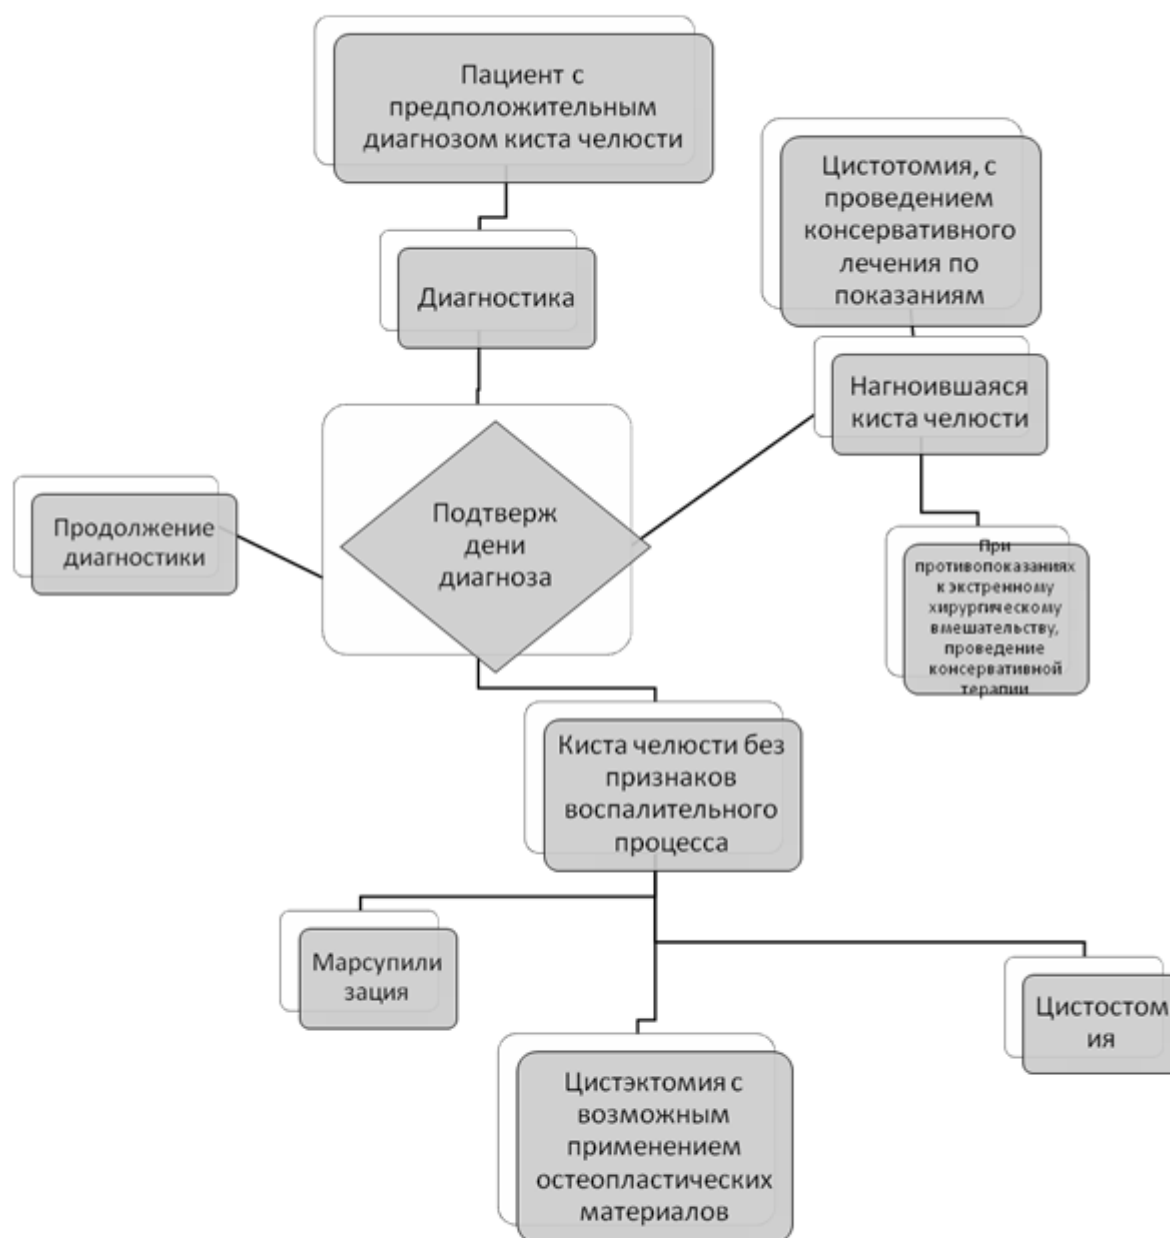 Пациент с
предположительным
диагнозом киста челюсти
Цистотомия, с
проведением
консервативного
лечения по
показаниям
Диагностика
Нагноившаяся
киста челюсти
Продолжение
диагностики
Подтверж
дени
диагноза
При
противопоказаниях
к экстренному
хирургическому
вмешательству,
проведение
консервативной
терапии
Киста челюсти без
признаков
воспалительного
процесса
Марсупили
зация
Цистостом
ия
Цистэктомия с
возможным
применением
остеопластических
материалов